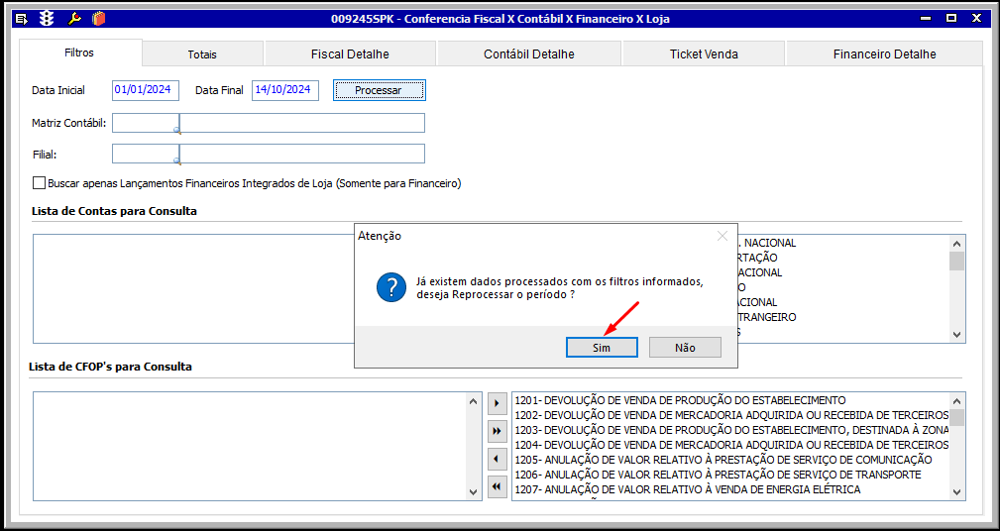 009245SPK - Conferencia Fiscal X Contábil X Financeiro X Loja
Filtros
Totais
Fiscal Detalhe
Contábil Detalhe
Ticket Venda
Financeiro Detalhe
Data Inicial
01/01/2024
Data Final
14/10/2024
Processar
Matriz Contábil:
Filial:
Buscar apenas Lançamentos Financeiros Integrados de Loja (Somente para Financeiro)
Lista de Contas para Consulta
Atenção
Já existem dados processados com os filtros informados,
deseja Reprocessar o período ?
Sim
Não
. NACIONAL
RTAÇÃO
ACIONAL
O
ACIONAL
TRANGEIRO
S
Lista de CFOP's para Consulta
1201- DEVOLUÇÃO DE VENDA DE PRODUÇÃO DO ESTABELECIMENTO
1202- DEVOLUÇÃO DE VENDA DE MERCADORIA ADQUIRIDA OU RECEBIDA DE TERCEIROS
1203- DEVOLUÇÃO DE VENDA DE PRODUÇÃO DO ESTABELECIMENTO, DESTINADA À ZONA
1204- DEVOLUÇÃO DE VENDA DE MERCADORIA ADQUIRIDA OU RECEBIDA DE TERCEIROS
1205- ANULAÇÃO DE VALOR RELATIVO À PRESTAÇÃO DE SERVIÇO DE COMUNICAÇÃO
1206- ANULAÇÃO DE VALOR RELATIVO À PRESTAÇÃO DE SERVIÇO DE TRANSPORTE
1207- ANULAÇÃO DE VALOR RELATIVO À VENDA DE ENERGIA ELÉTRICA